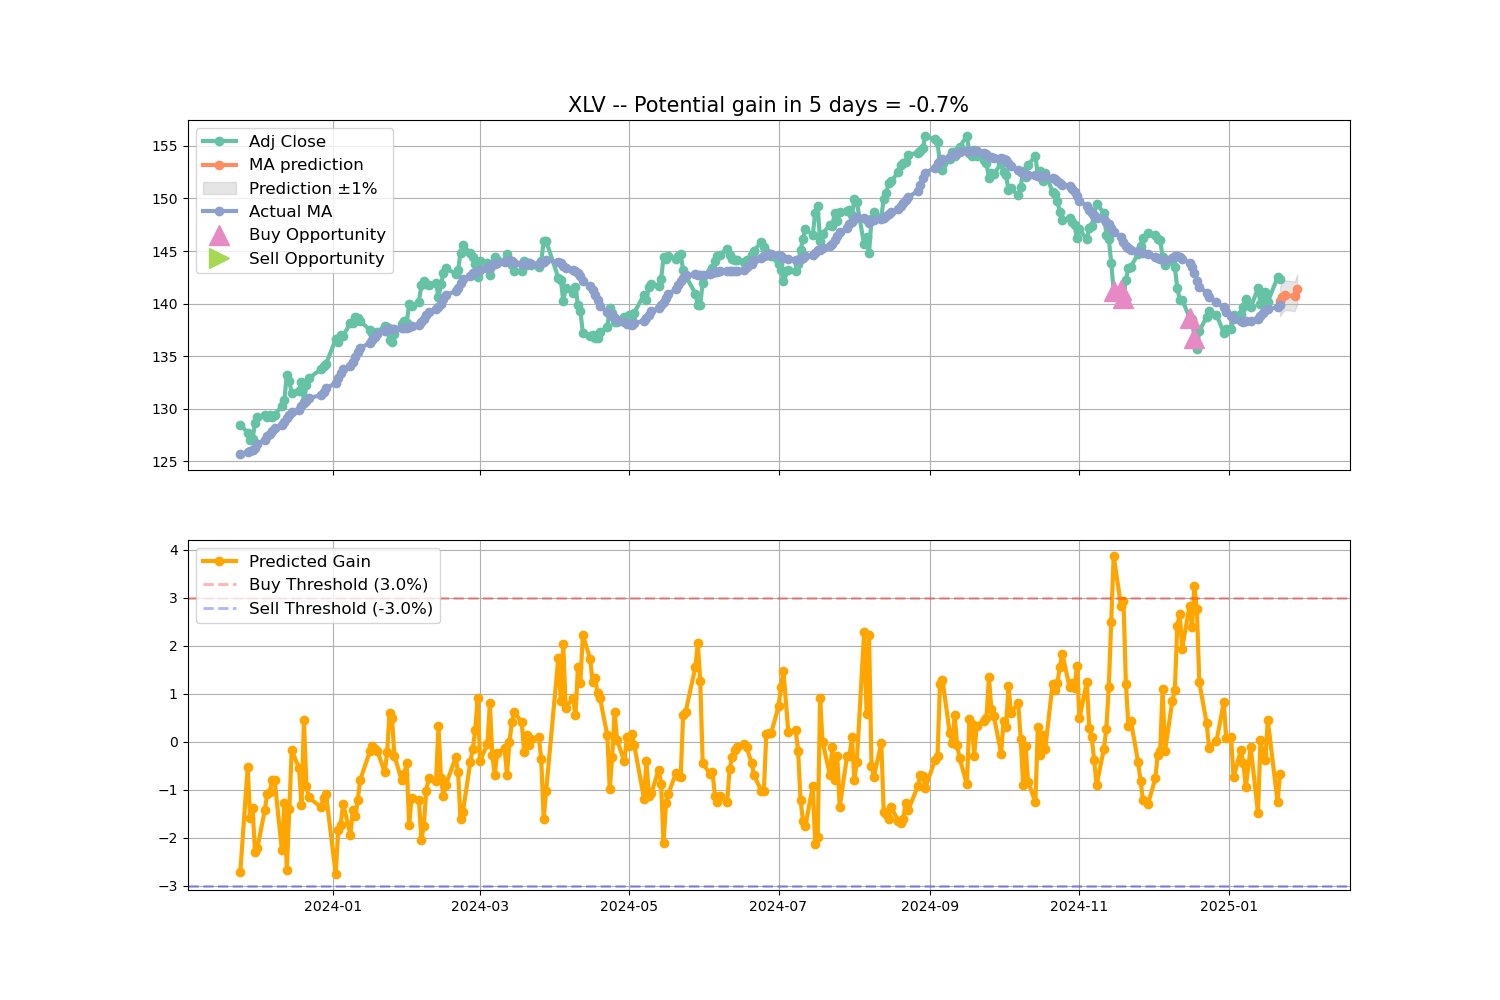 XLV -- Potential gain in 5 days = -0.7%
Adj Close
MA prediction
Prediction ±1%
Actual MA
Buy Opportunity
Sell Opportunity
155
150
145
140
135
130
125
Predicted Gain
Buy Threshold (3.0%)
Sell Threshold (-3.0%)
4
3
2
1
0
−1
−2
−3
2024-01
2024-03
2024-05
2024-07
2024-09
2024-11
2025-01